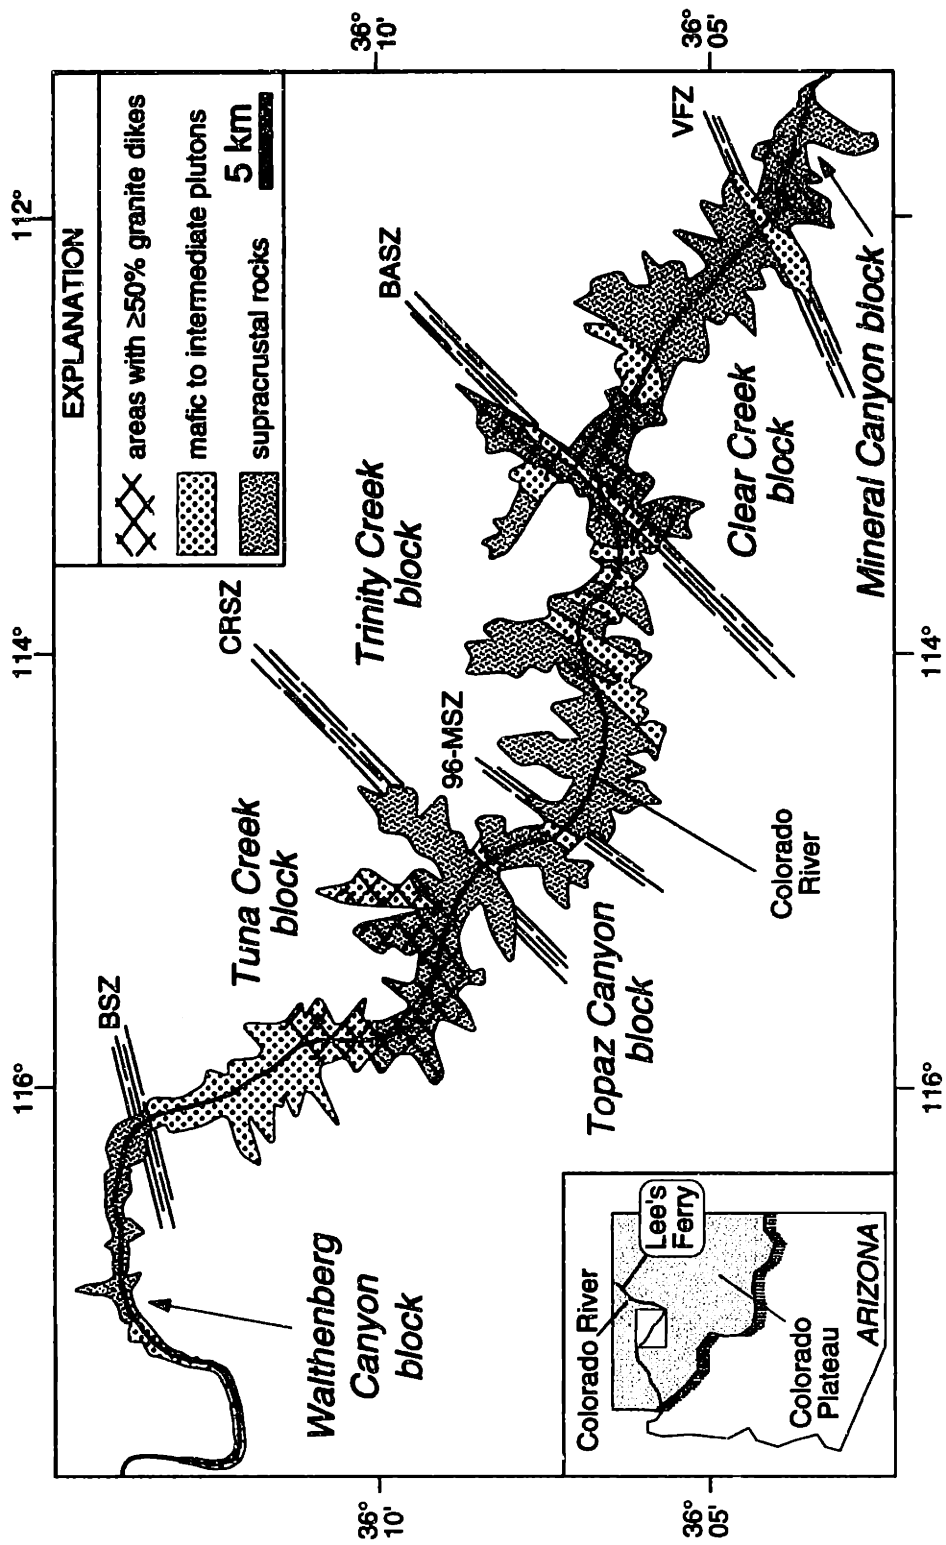 EXPLANATION
areas with ≥50% granite dikes
mafic to intermediate plutons
supracrustal rocks
5 km
116°
114°
112°
36°
10'
36°
05'
BSZ
CRSZ
96-MSZ
BASZ
VFZ
Walthenberg
Canyon
block
Tuna Creek
block
Topaz Canyon
block
Trinity Creek
block
Clear Creek
block
Mineral Canyon block
Colorado
River
Colorado River
Lee's
Ferry
Colorado
Plateau
ARIZONA
36°
10'
36°
05'
116°
114°
112°